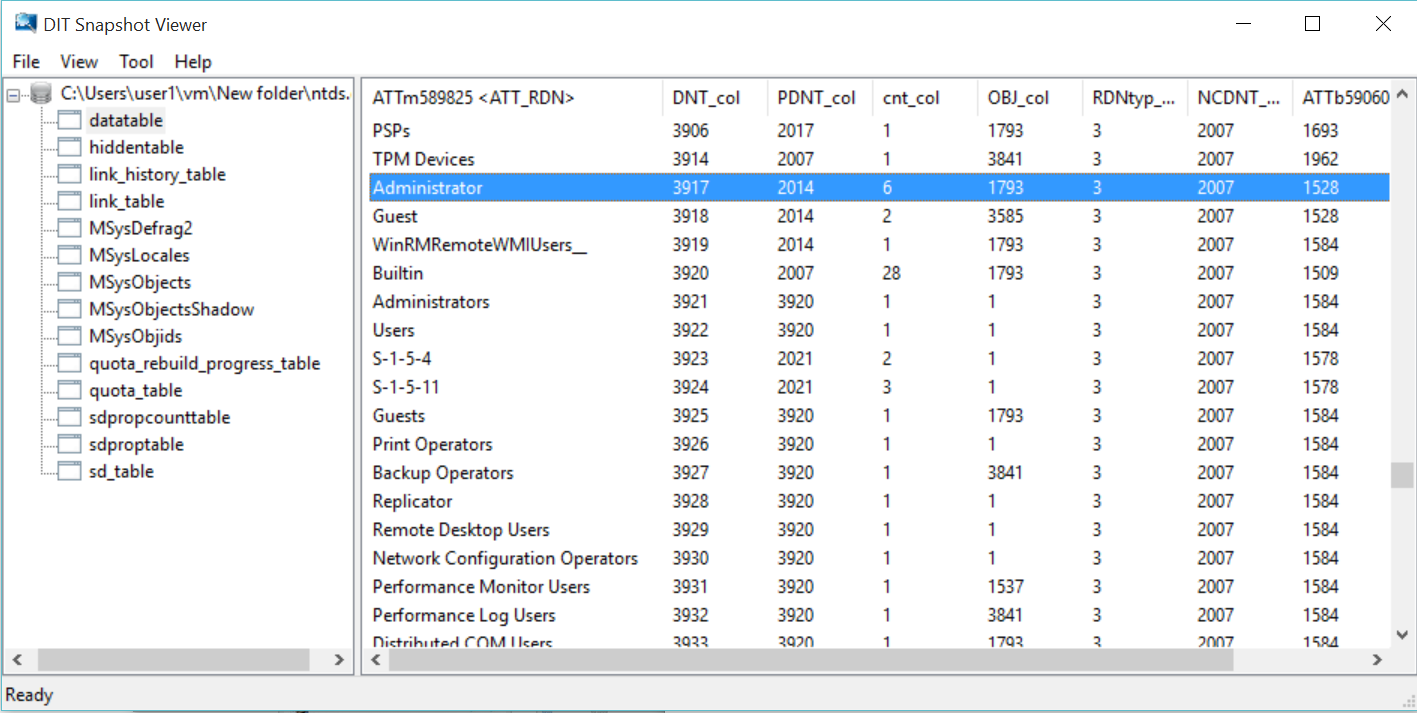 DIT Snapshot Viewer
File View Tool Help
C:\Users\user1\vm\New folder\ntds.
datatable
hiddentable
link_history_table
link_table
MSysDefrag2
MSysLocales
MSysObjects
MSysObjectsShadow
MSysObjids
quota_rebuild_progress_table
quota_table
sdpropcounttable
sdproptable
sd_table
ATTm589825 <ATT_RDN> DNT_col PDNT_col cnt_col OBJ_col RDNtyp_... NCDNT_... ATTb59060
PSPs 3906 2017 1 1793 3 2007 1693
TPM Devices 3914 2007 1 3841 3 2007 1962
Administrator 3917 2014 6 1793 3 2007 1528
Guest 3918 2014 2 3585 3 2007 1528
WinRMRemoteWMIUsers__ 3919 2014 1 1793 3 2007 1584
Builtin 3920 2007 28 1793 3 2007 1509
Administrators 3921 3920 1 1 3 2007 1584
Users 3922 3920 1 1 3 2007 1584
S-1-5-4 3923 2021 2 1 3 2007 1578
S-1-5-11 3924 2021 3 1 3 2007 1578
Guests 3925 3920 1 1793 3 2007 1584
Print Operators 3926 3920 1 1 3 2007 1584
Backup Operators 3927 3920 1 3841 3 2007 1584
Replicator 3928 3920 1 1 3 2007 1584
Remote Desktop Users 3929 3920 1 1 3 2007 1584
Network Configuration Operators 3930 3920 1 1 3 2007 1584
Performance Monitor Users 3931 3920 1 1537 3 2007 1584
Performance Log Users 3932 3920 1 3841 3 2007 1584
Distributed COM Users 3933 3920 1 1793 3 2007 1584
Ready